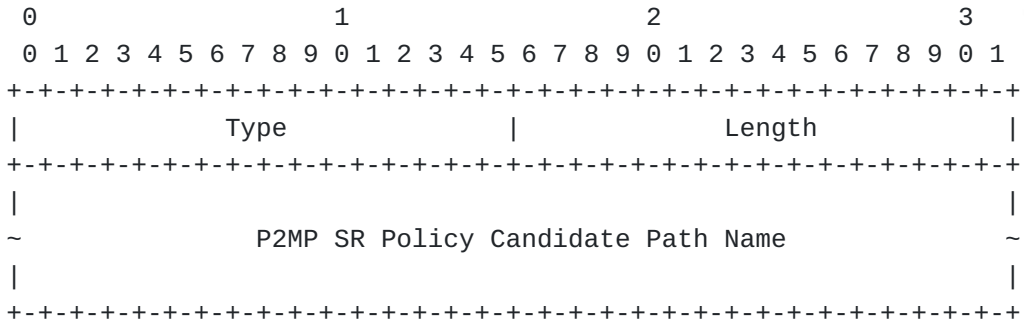 0                   1                   2                   3
 0 1 2 3 4 5 6 7 8 9 0 1 2 3 4 5 6 7 8 9 0 1 2 3 4 5 6 7 8 9 0 1
+-+-+-+-+-+-+-+-+-+-+-+-+-+-+-+-+-+-+-+-+-+-+-+-+-+-+-+-+-+-+-+-+
|             Type              |             Length            |
+-+-+-+-+-+-+-+-+-+-+-+-+-+-+-+-+-+-+-+-+-+-+-+-+-+-+-+-+-+-+-+-+
|                                                               |
~               P2MP SR Policy Candidate Path Name              ~
|                                                               |
+-+-+-+-+-+-+-+-+-+-+-+-+-+-+-+-+-+-+-+-+-+-+-+-+-+-+-+-+-+-+-+-+